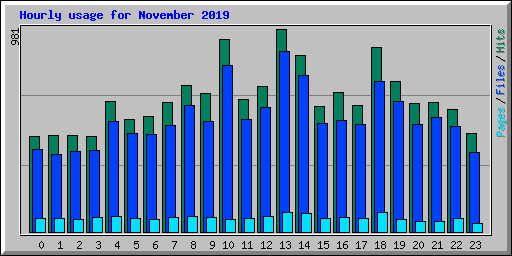 Hourly usage for November 2019
981
Pages/Files/Hits
0 1 2 3 4 5 6 7 8 9 10 11 12 13 14 15 16 17 18 19 20 21 22 23